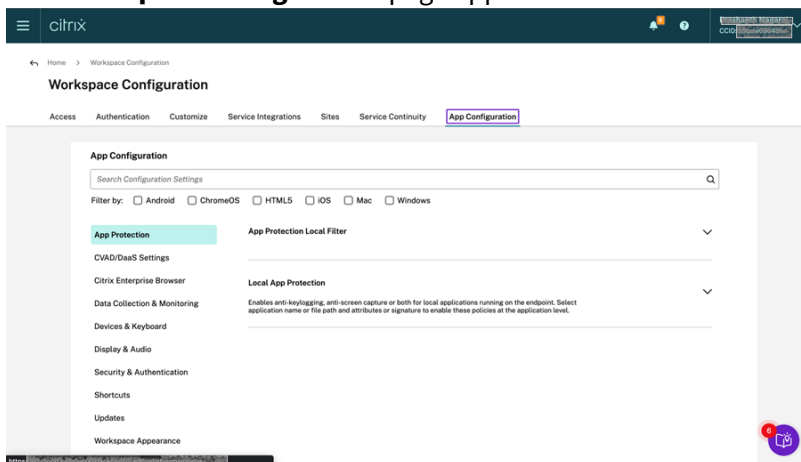 citrix
8
?
CCID:
Home > Workspace Configuration
Workspace Configuration
Access Authentication Customize Service Integrations Sites Service Continuity App Configuration
App Configuration
Search Configuration Settings
Filter by: Android ChromeOS HTML5 iOS Mac Windows
App Protection
App Protection Local Filter
CVAD/DaaS Settings
Citrix Enterprise Browser
Local App Protection
Data Collection & Monitoring
Enables anti-keylogging, anti-screen capture or both for local applications running on the endpoint. Select
application name or file path and attributes or signature to enable these policies at the application level.
Devices & Keyboard
Display & Audio
Security & Authentication
Shortcuts
Updates
Workspace Appearance
6